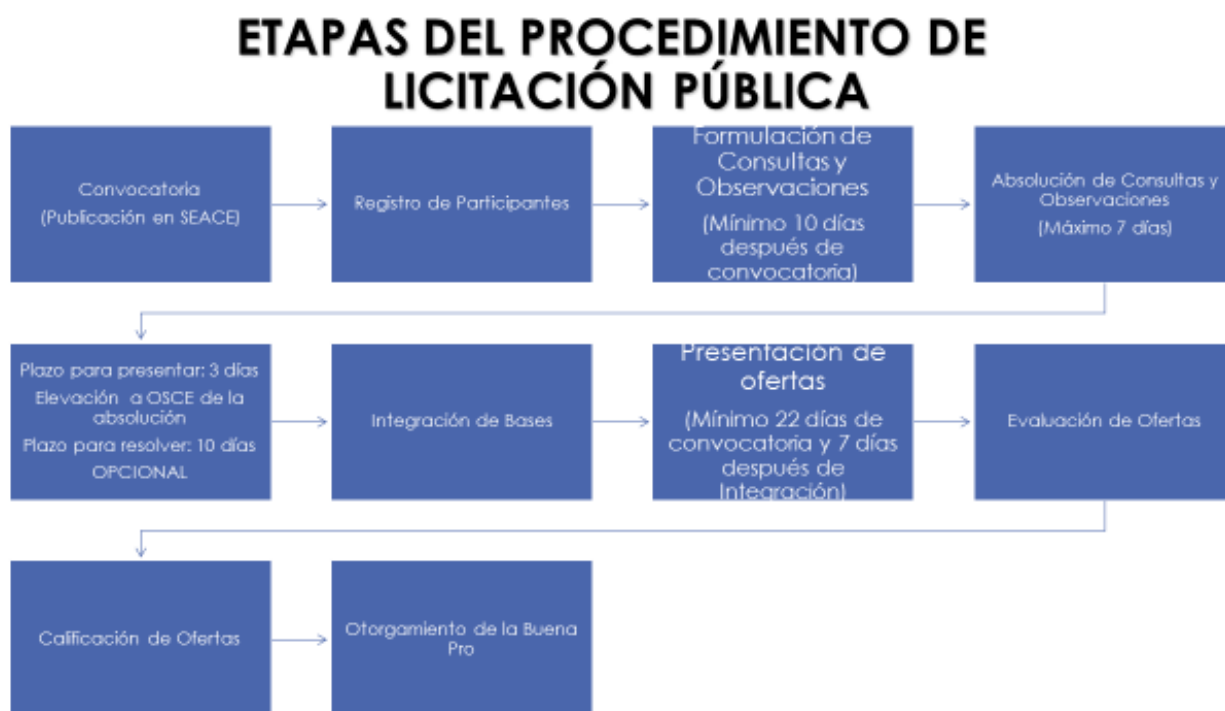 ETAPAS DEL PROCEDIMIENTO DE
LICITACIÓN PÚBLICA
Convocatoria
(Publicación en SEACE)
Registro de Participantes
Formulación de
Consultas y
Observaciones
(Mínimo 10 días
después de
convocatoria)
Absolución de Consultas y
Observaciones
(Máximo 7 días)
Plazo para presentar: 3 días
Elevación a OSCE de la
absolución
Plazo para resolver: 10 días
OPCIONAL
Integración de Bases
Presentación de
ofertas
(Mínimo 22 días de
convocatoria y 7 días
después de
Integración)
Evaluación de Ofertas
Calificación de Ofertas
Otorgamiento de la Buena
Pro